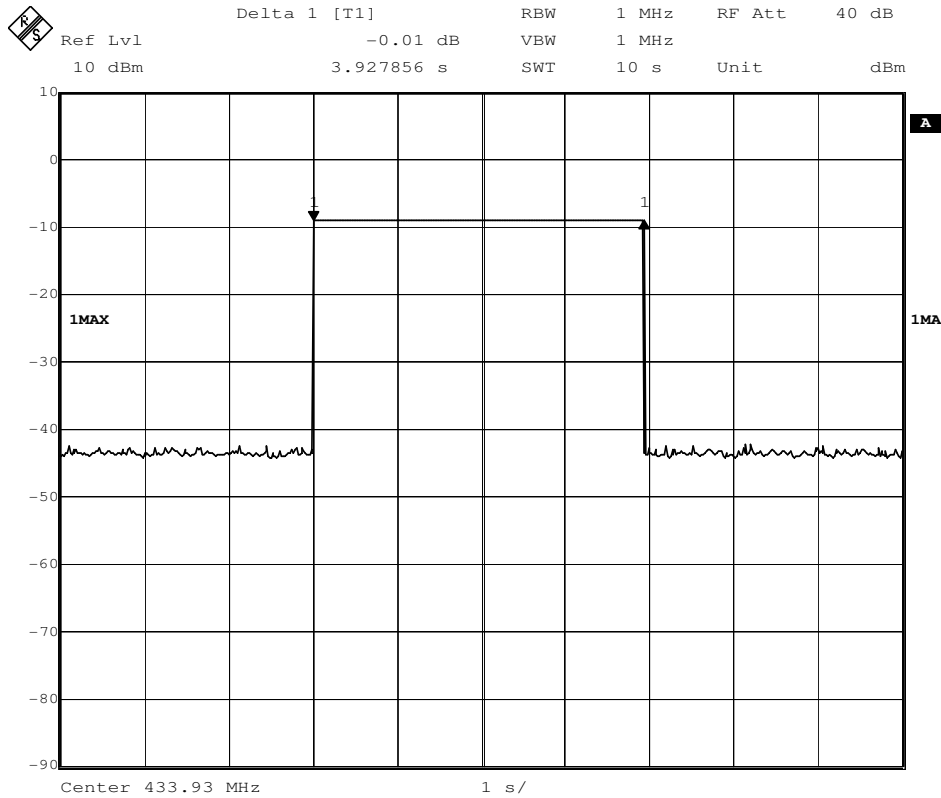 R S
Delta 1 [T1] RBW 1 MHz RF Att 40 dB
Ref Lvl -0.01 dB VBW 1 MHz
10 dBm 3.927856 s SWT 10 s Unit dBm
10
A
0
1 1
-10
-20
1MAX 1MA
-30
-40
-50
-60
-70
-80
-90
Center 433.93 MHz 1 s/